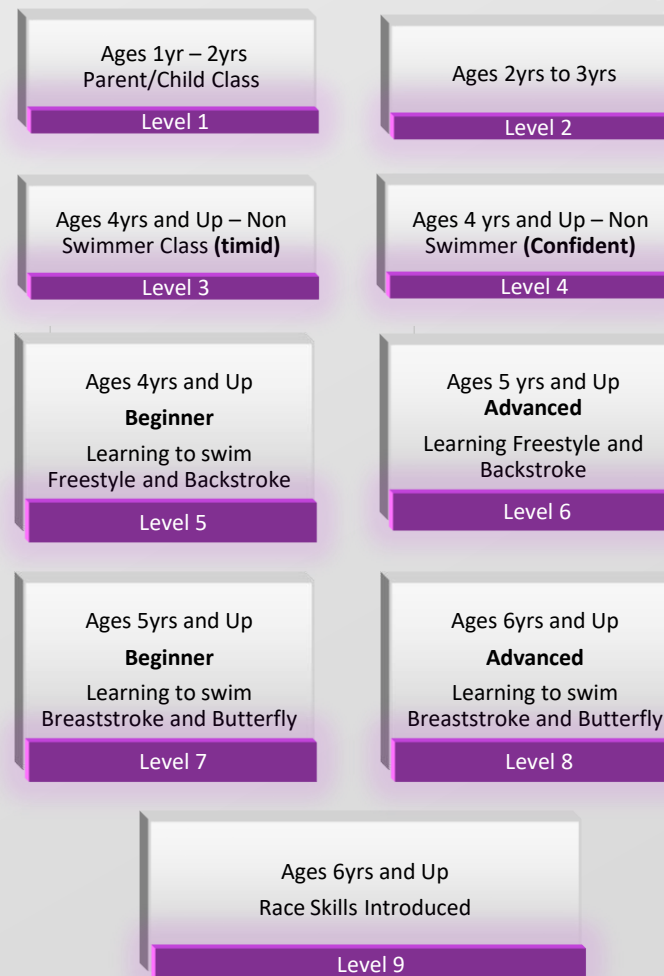 Ages 1yr – 2yrs
Parent/Child Class
Level 1
Ages 2yrs to 3yrs
Level 2
Ages 4yrs and Up – Non
Swimmer Class (timid)
Level 3
Ages 4 yrs and Up – Non
Swimmer (Confident)
Level 4
Ages 4yrs and Up
Beginner
Learning to swim
Freestyle and Backstroke
Level 5
Ages 5 yrs and Up
Advanced
Learning Freestyle and
Backstroke
Level 6
Ages 5yrs and Up
Beginner
Learning to swim
Breaststroke and Butterfly
Level 7
Ages 6yrs and Up
Advanced
Learning to swim
Breaststroke and Butterfly
Level 8
Ages 6yrs and Up
Race Skills Introduced
Level 9